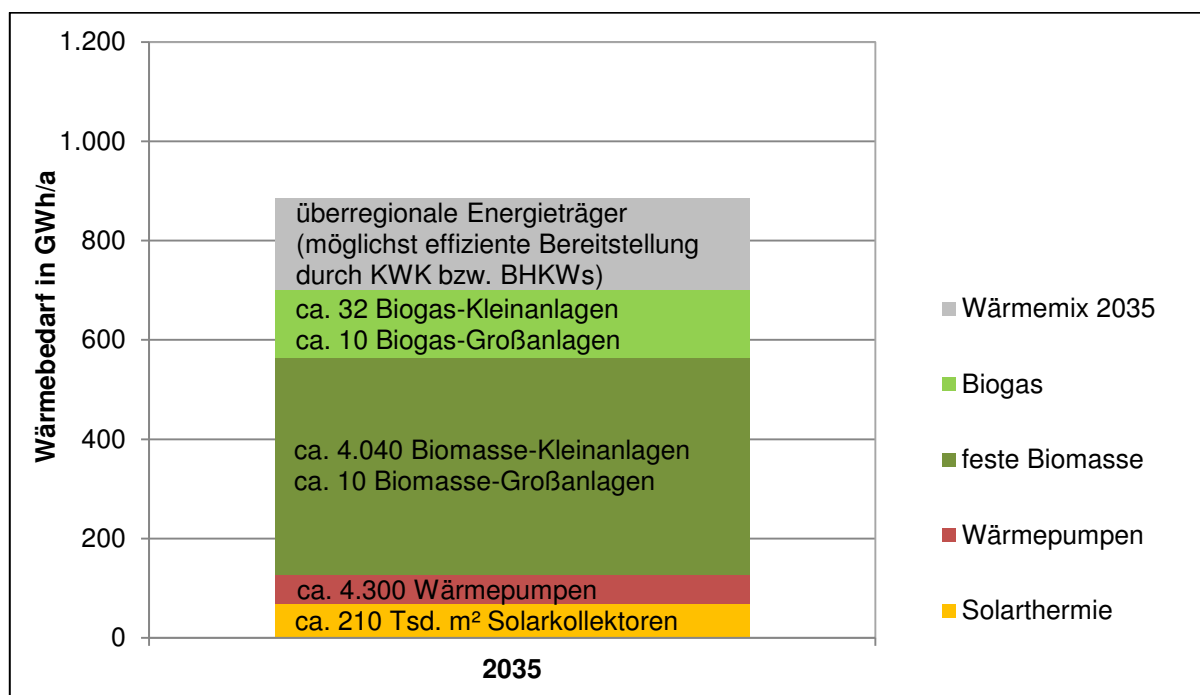 1.200
1.000
800
600
400
200
0
Wärmebedarf in GWh/a
überregionale Energieträger
(möglichst effiziente Bereitstellung
durch KWK bzw. BHKWs)
ca. 32 Biogas-Kleinanlagen
ca. 10 Biogas-Großanlagen
ca. 4.040 Biomasse-Kleinanlagen
ca. 10 Biomasse-Großanlagen
ca. 4.300 Wärmepumpen
ca. 210 Tsd. m² Solarkollektoren
2035
Wärmemix 2035
Biogas
feste Biomasse
Wärmepumpen
Solarthermie